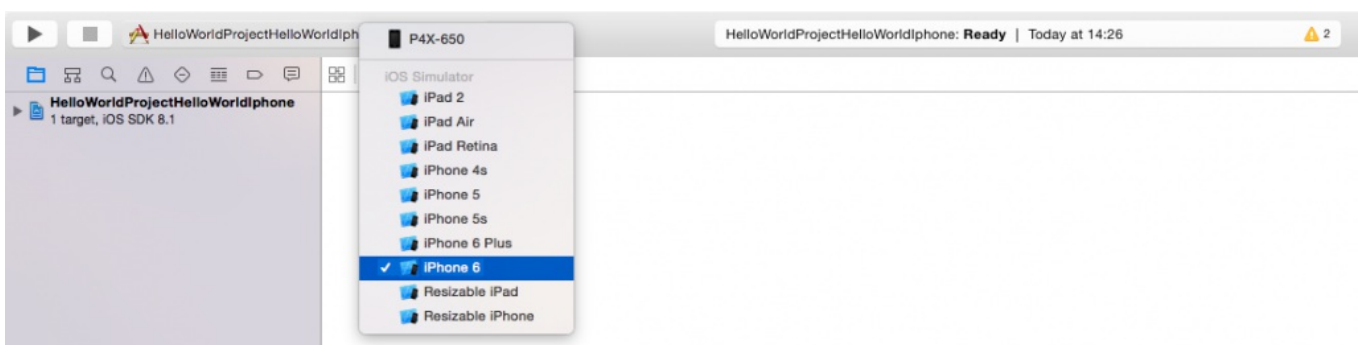 HelloWorldProjectHelloWorldIph
HelloWorldProjectHelloWorldIphone: Ready | Today at 14:26
2
HelloWorldProjectHelloWorldIphone
1 target, iOS SDK 8.1
P4X-650
iOS Simulator
iPad 2
iPad Air
iPad Retina
iPhone 4s
iPhone 5
iPhone 5s
iPhone 6 Plus
iPhone 6
Resizable iPad
Resizable iPhone